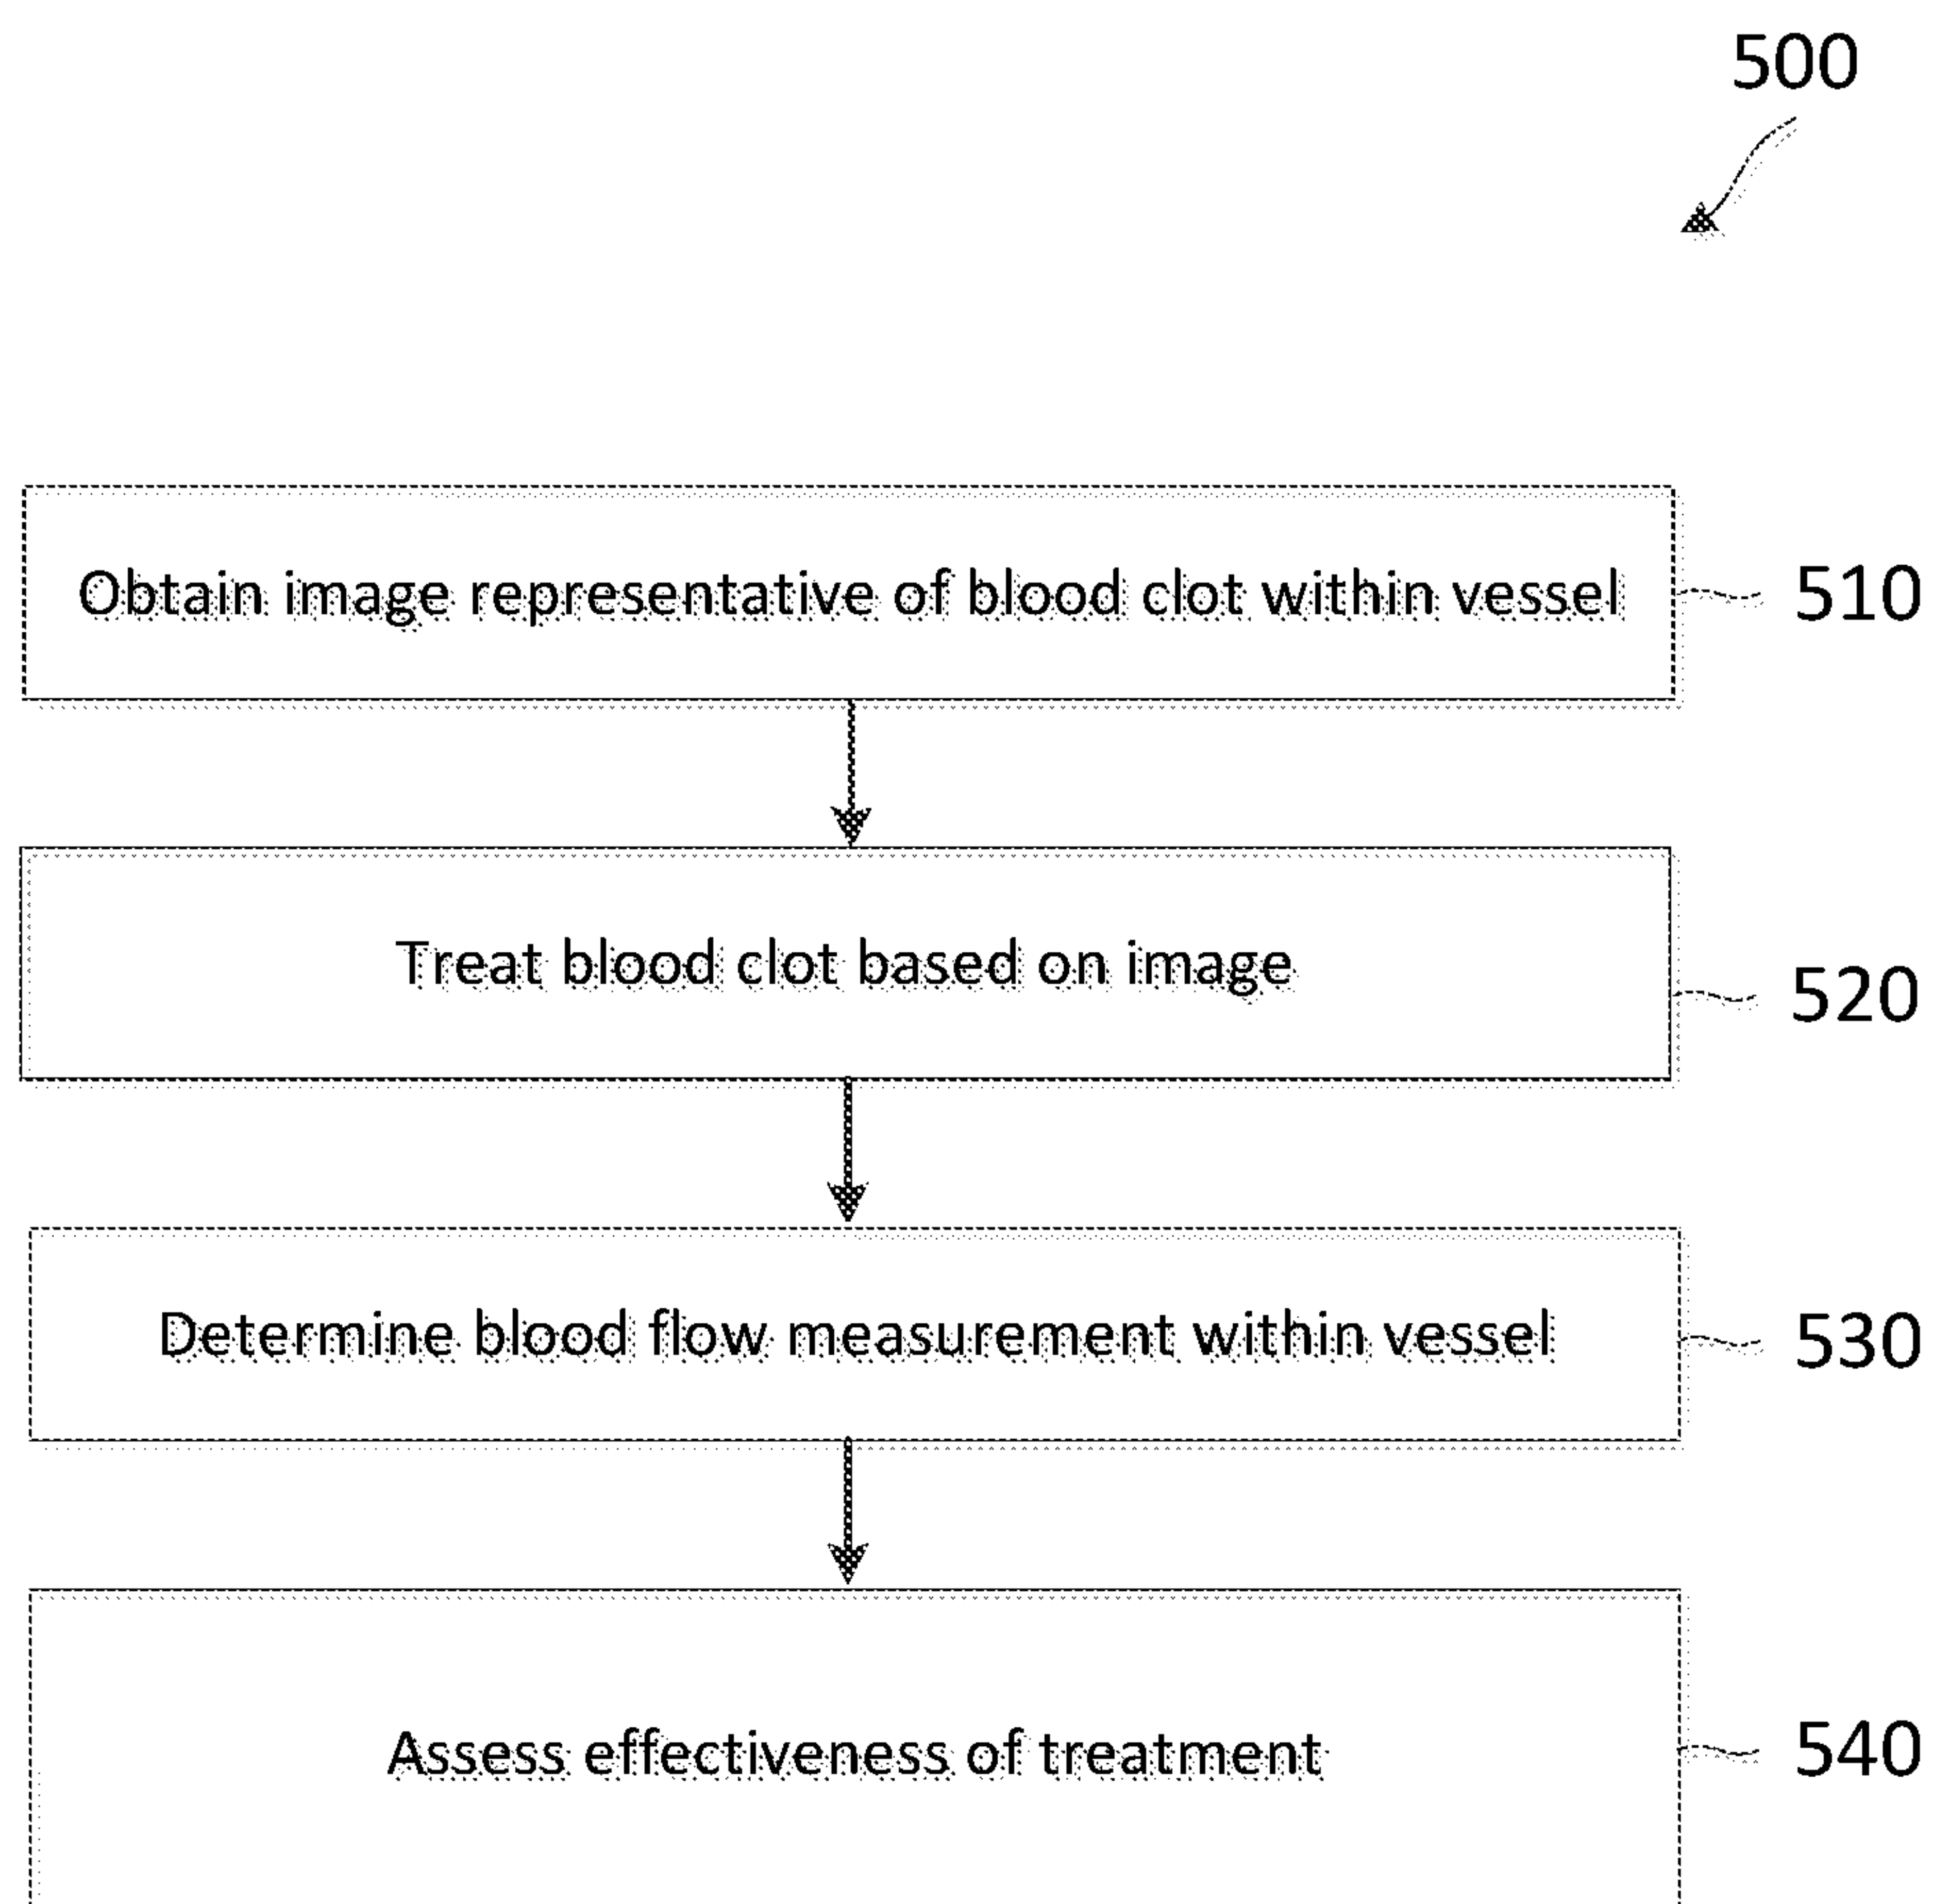 500
Obtain image representative of blood clot within vessel
510
Treat blood clot based on image
520
Determine blood flow measurement within vessel
530
Assess effectiveness of treatment
540